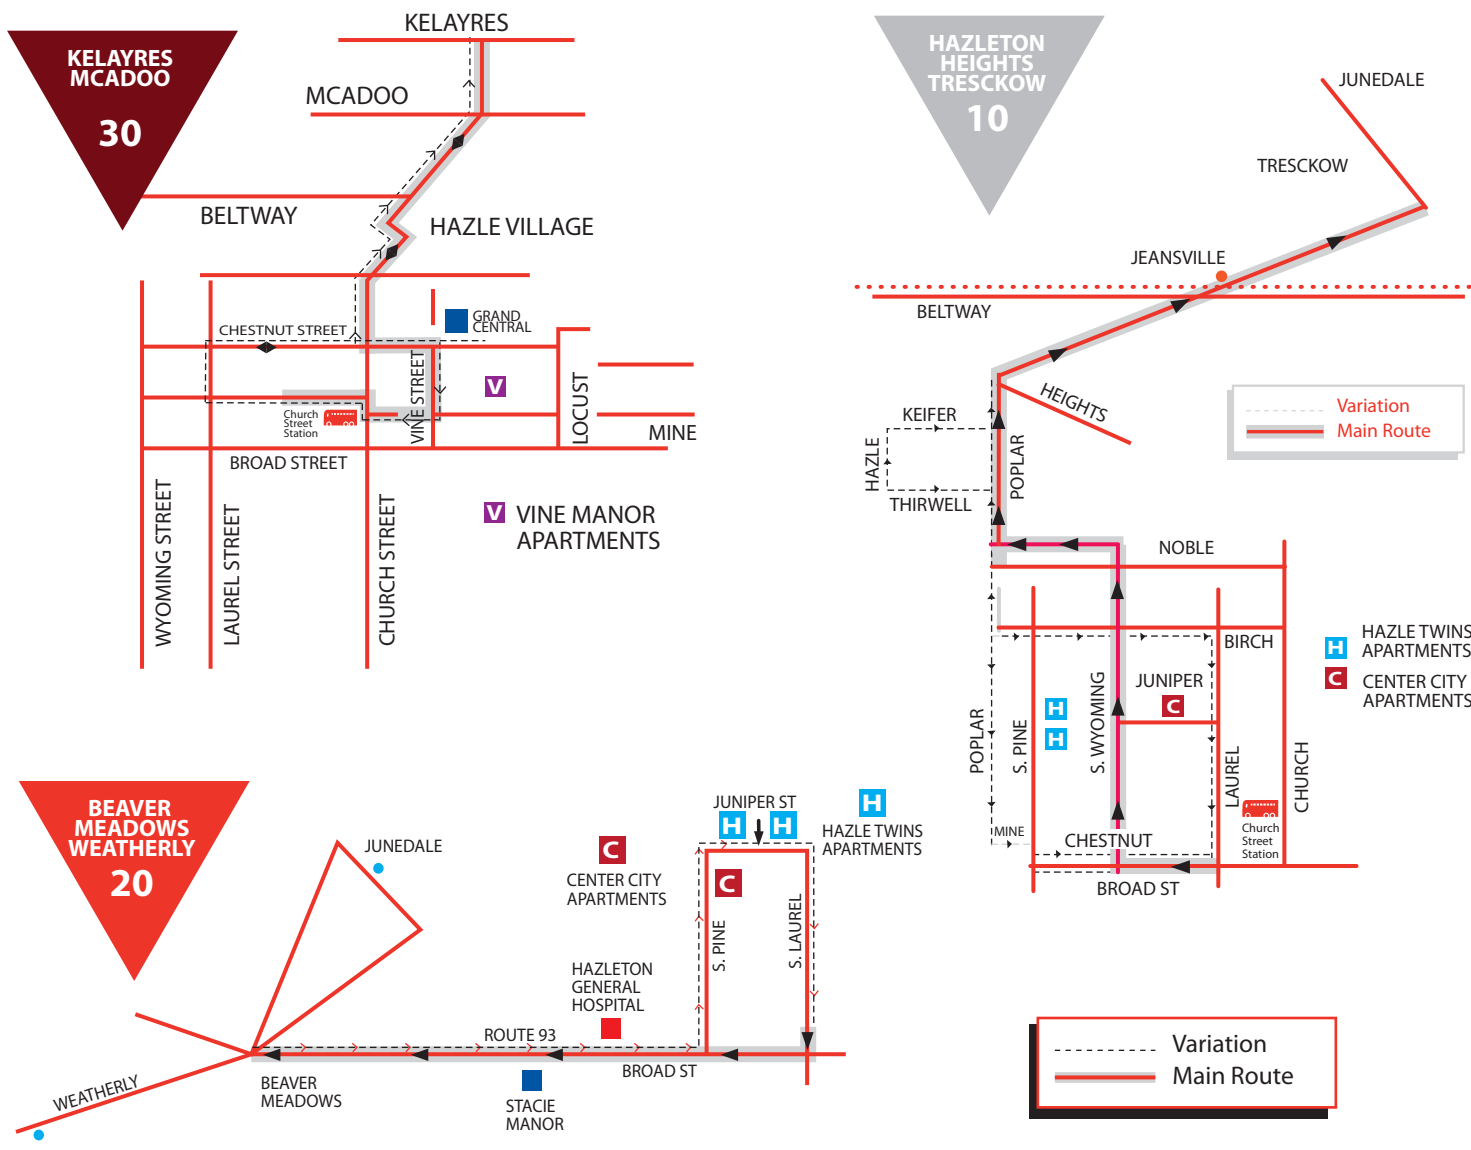 KELAYRES
MCADOO
30
KELAYRES
MCADOO
BELTWAY
HAZLE VILLAGE
CHESTNUT STREET
GRAND
CENTRAL
VINE STREET
V
LOCUST
Church
Street
Station
MINE
BROAD STREET
WYOMING STREET
LAUREL STREET
CHURCH STREET
V
VINE MANOR
APARTMENTS
HAZLETON
HEIGHTS
TRESCKOW
10
JUNEDALE
TRESCKOW
JEANSVILLE
BELTWAY
HEIGHTS
KEIFER
HAZLE
THIRWELL
POPLAR
Variation
Main Route
NOBLE
BIRCH
JUNIPER
C
H
H
POPLAR
S. PINE
S. WYOMING
LAUREL
CHURCH
MINE
CHESTNUT
Church
Street
Station
BROAD ST
H
HAZLE TWINS
APARTMENTS
C
CENTER CITY
APARTMENTS
BEAVER
MEADOWS
WEATHERLY
20
JUNEDALE
JUNIPER ST
H
H
H
HAZLE TWINS
APARTMENTS
C
CENTER CITY
APARTMENTS
C
S. PINE
S. LAUREL
HAZLETON
GENERAL
HOSPITAL
ROUTE 93
BROAD ST
BEAVER
MEADOWS
WEATHERLY
STACIE
MANOR
Variation
Main Route